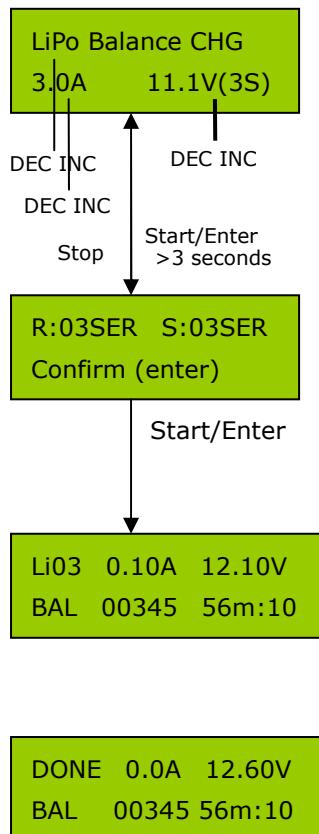 LiPo Balance CHG
3.0A 11.1V(3S)
DEC INC
DEC INC
DEC INC
Stop
Start/Enter
>3 seconds
R:03SER S:03SER
Confirm (enter)
Start/Enter
Li03 0.10A 12.10V
BAL 00345 56m:10
DONE 0.0A 12.60V
BAL 00345 56m:10